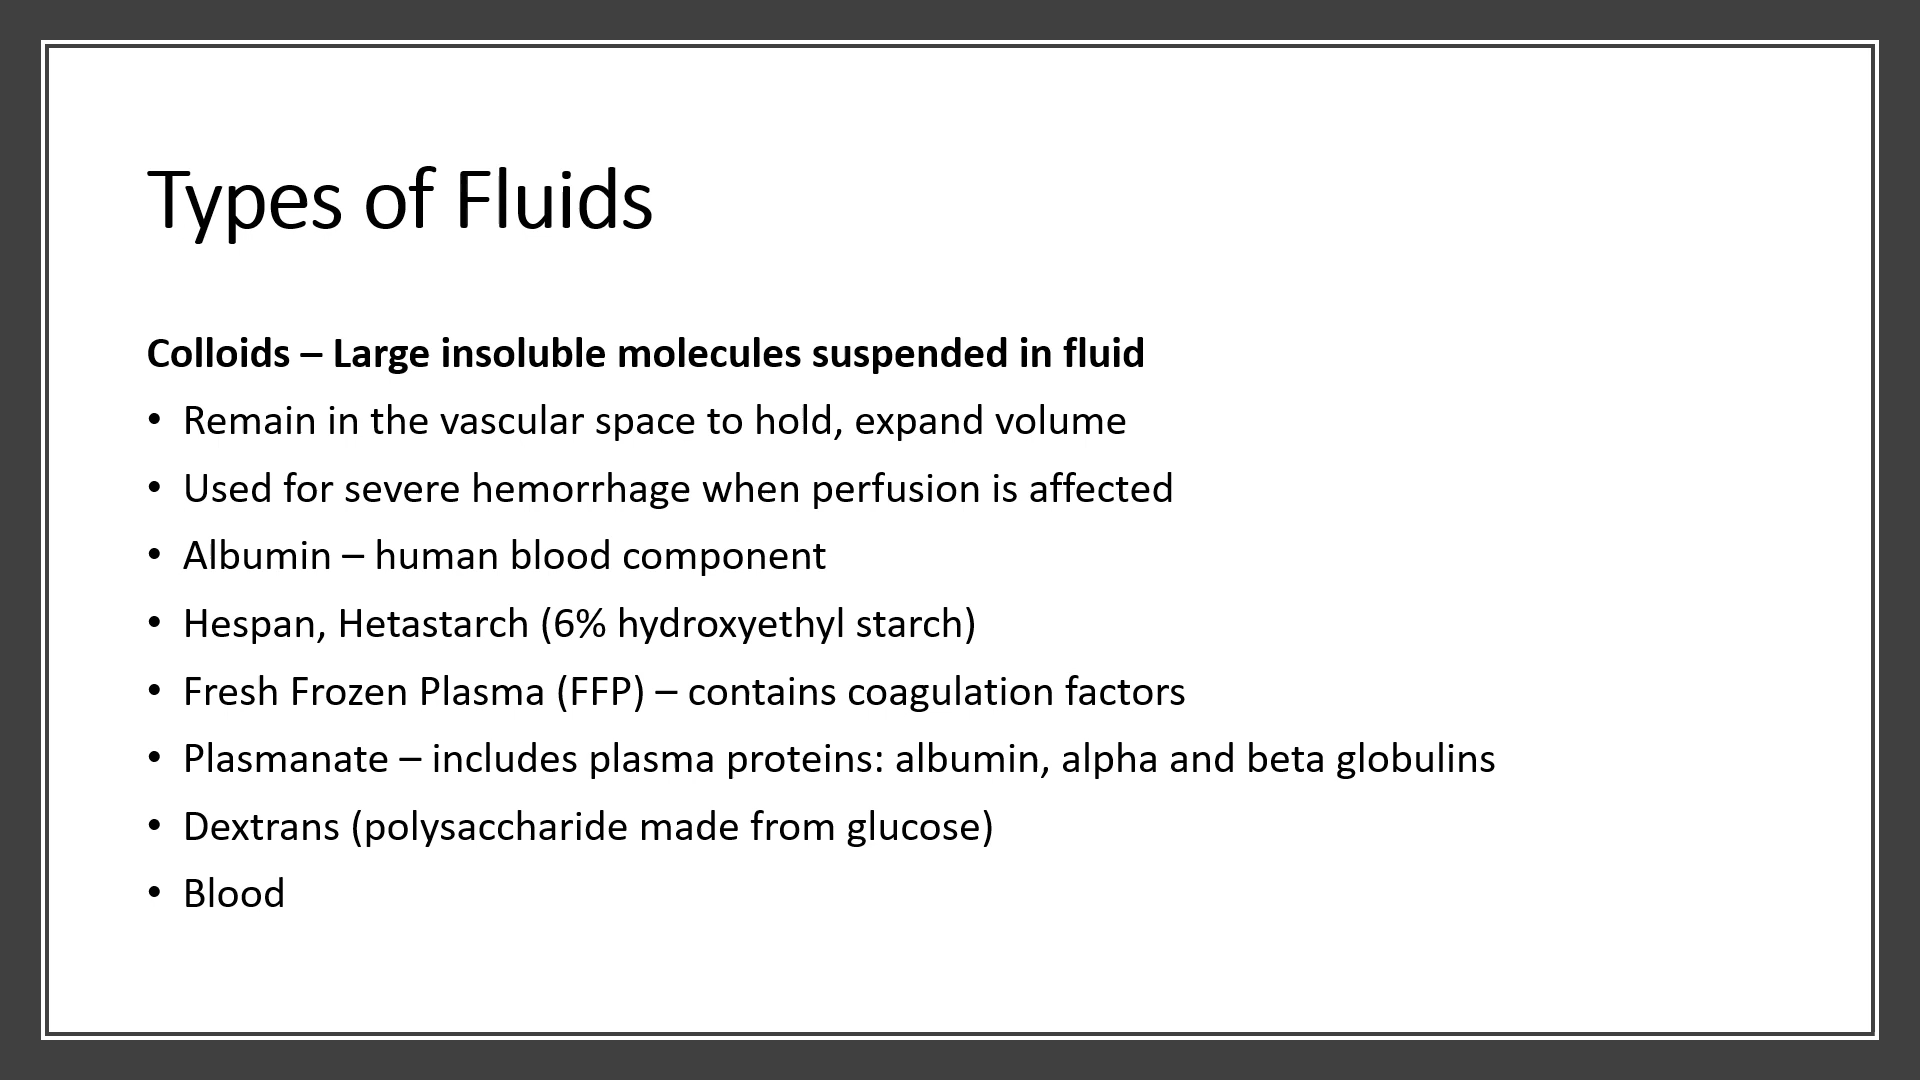 Types of Fluids
Colloids – Large insoluble molecules suspended in fluid
• Remain in the vascular space to hold, expand volume
• Used for severe hemorrhage when perfusion is affected
• Albumin – human blood component
• Hespan, Hetastarch (6% hydroxyethyl starch)
• Fresh Frozen Plasma (FFP) – contains coagulation factors
• Plasmanate – includes plasma proteins: albumin, alpha and beta globulins
• Dextrans (polysaccharide made from glucose)
• Blood